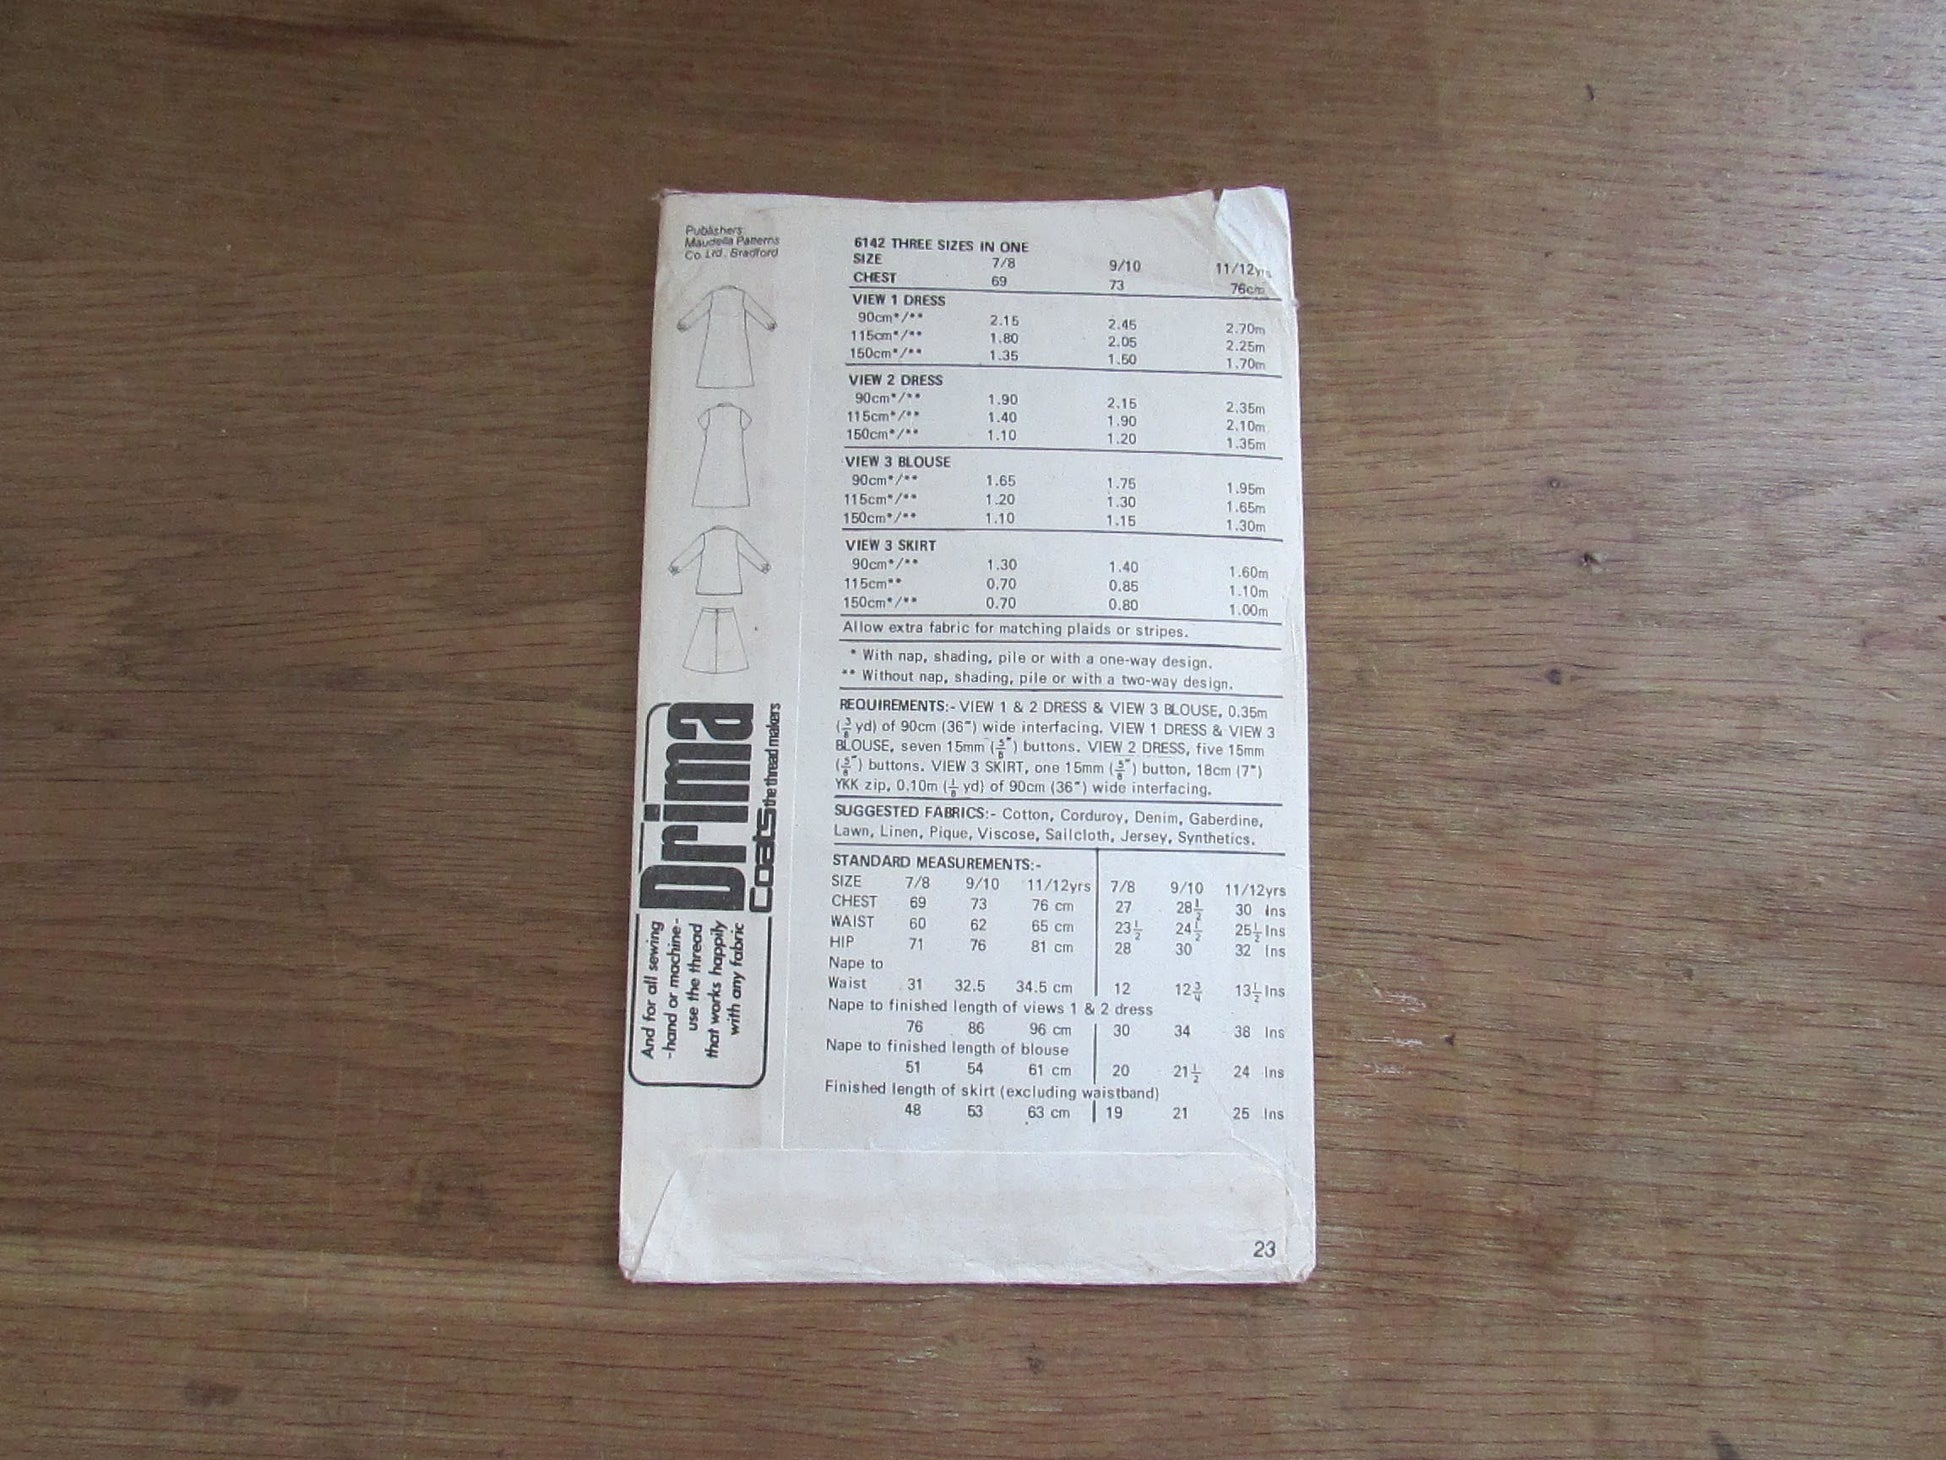 Publishers:
Maudella Patterns
Co. Ltd., Bradford
6142 THREE SIZES IN ONE
SIZE 7/8 9/10 11/12yrs
CHEST 69 73 76cm
VIEW 1 DRESS
90cm*/** 2.15 2.45 2.70m
115cm*/** 1.80 2.05 2.25m
150cm*/** 1.35 1.50 1.70m
VIEW 2 DRESS
90cm*/** 1.90 2.15 2.35m
115cm*/** 1.40 1.90 2.10m
150cm*/** 1.10 1.20 1.35m
VIEW 3 BLOUSE
90cm*/** 1.65 1.75 1.95m
115cm*/** 1.20 1.30 1.65m
150cm*/** 1.10 1.15 1.30m
VIEW 3 SKIRT
90cm*/** 1.30 1.40 1.60m
115cm** 0.70 0.85 1.10m
150cm*/** 0.70 0.80 1.00m
Allow extra fabric for matching plaids or stripes.
* With nap, shading, pile or with a one-way design.
** Without nap, shading, pile or with a two-way design.
REQUIREMENTS:- VIEW 1 & 2 DRESS & VIEW 3 BLOUSE, 0.35m
(3/8 yd) of 90cm (36") wide interfacing. VIEW 1 DRESS & VIEW 3
BLOUSE, seven 15mm (5/8") buttons. VIEW 2 DRESS, five 15mm
(5/8") buttons. VIEW 3 SKIRT, one 15mm (5/8") button, 18cm (7")
YKK zip, 0.10m (1/8 yd) of 90cm (36") wide interfacing.
SUGGESTED FABRICS:- Cotton, Corduroy, Denim, Gaberdine,
Lawn, Linen, Pique, Viscose, Sailcloth, Jersey, Synthetics.
STANDARD MEASUREMENTS:-
SIZE 7/8 9/10 11/12yrs 7/8 9/10 11/12yrs
CHEST 69 73 76 cm 27 28½ 30 Ins
WAIST 60 62 65 cm 23½ 24½ 25½ Ins
HIP 71 76 81 cm 28 30 32 Ins
Nape to
Waist 31 32.5 34.5 cm 12 12¾ 13½ Ins
Nape to finished length of views 1 & 2 dress
76 86 96 cm 30 34 38 Ins
Nape to finished length of blouse
51 54 61 cm 20 21½ 24 Ins
Finished length of skirt (excluding waistband)
48 53 63 cm 19 21 25 Ins
Drima
Coats the thread makers
And for all sewing
-hand or machine-
use the thread
that works happily
with any fabric
23